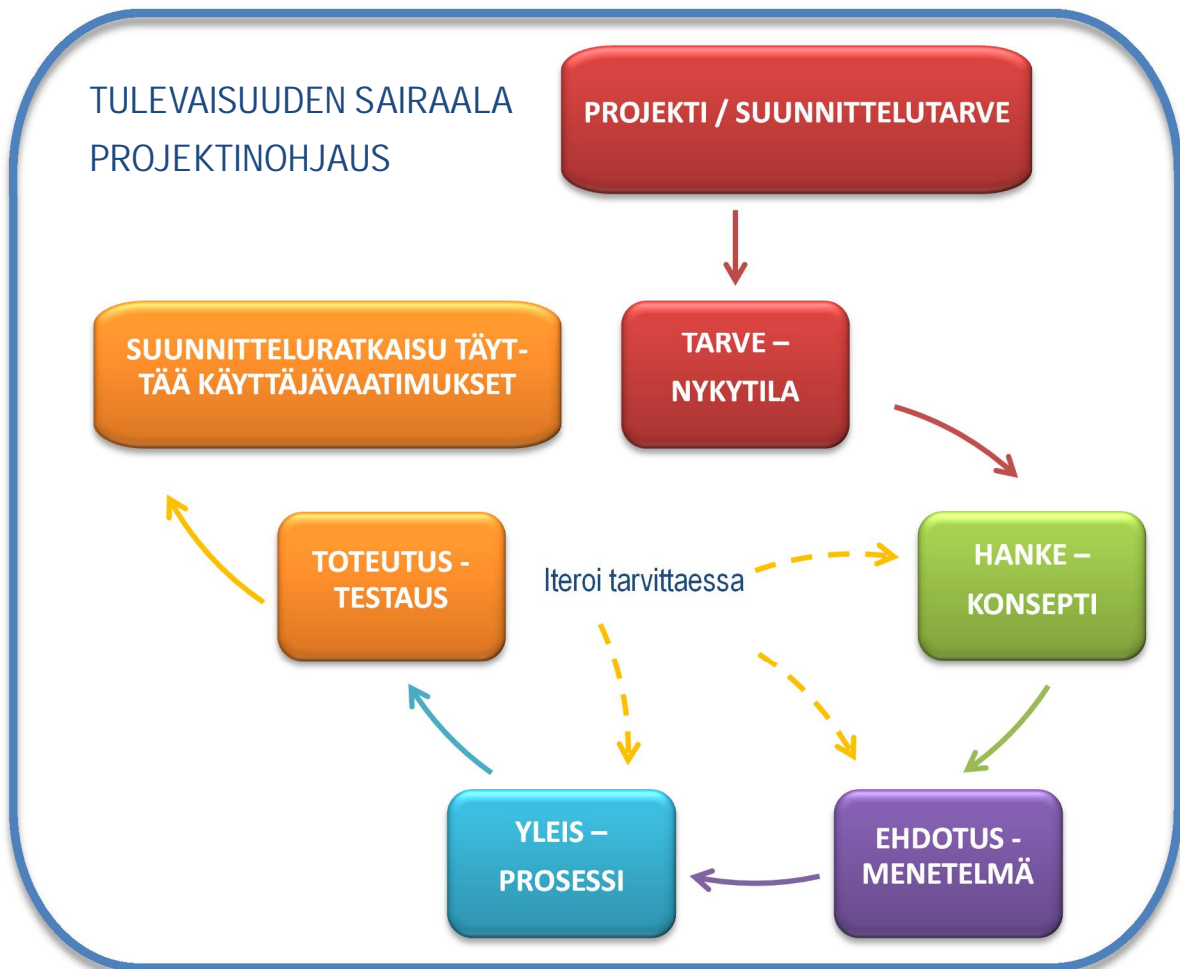 TULEVAISUUDEN SAIRAALA
PROJEKTINOHJAUS
PROJEKTI / SUUNNITTELUTARVE
SUUNNITTELURATKAISU TÄYT-
TÄÄ KÄYTTÄJÄVAATIMUKSET
TARVE –
NYKYTILA
TOTEUTUS -
TESTAUS
Iteroi tarvittaessa
HANKE –
KONSEPTI
YLEIS –
PROSESSI
EHDOTUS -
MENETELMÄ